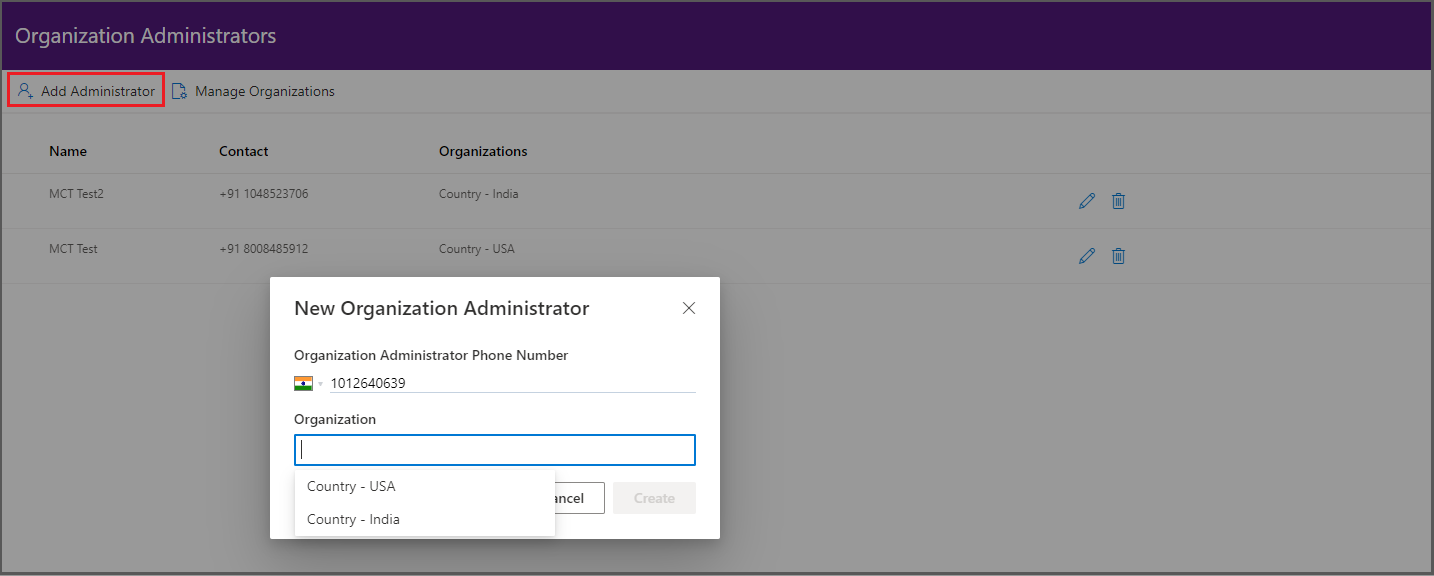 Organization Administrators
Add Administrator Manage Organizations
Name Contact Organizations
MCT Test2 +91 1048523706 Country - India
MCT Test +91 8008485912 Country - USA
New Organization Administrator
Organization Administrator Phone Number
1012640639
Organization
Country - USA
ancel Create
Country - India